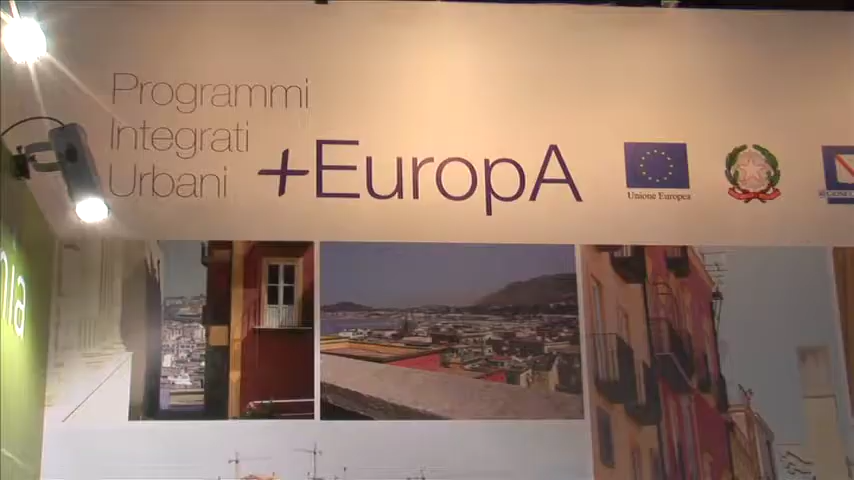 Programmi
Integrati
Urbani
+EuropA
Unione Europea